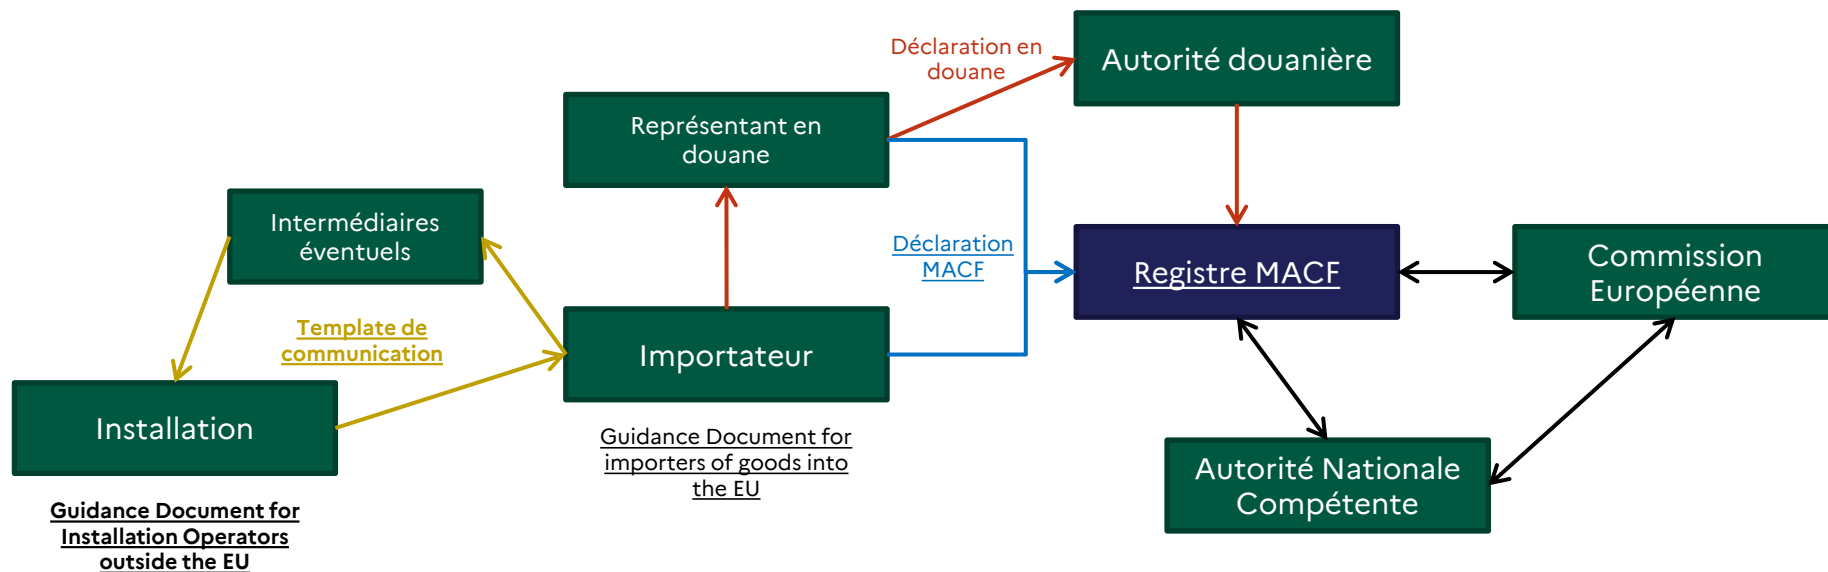 Déclaration en
douane
Autorité douanière
Représentant en
douane
Intermédiaires
éventuels
Déclaration
MACF
Registre MACF
Commission
Européenne
Template de
communication
Importateur
Installation
Guidance Document for
importers of goods into
the EU
Autorité Nationale
Compétente
Guidance Document for
Installation Operators
outside the EU